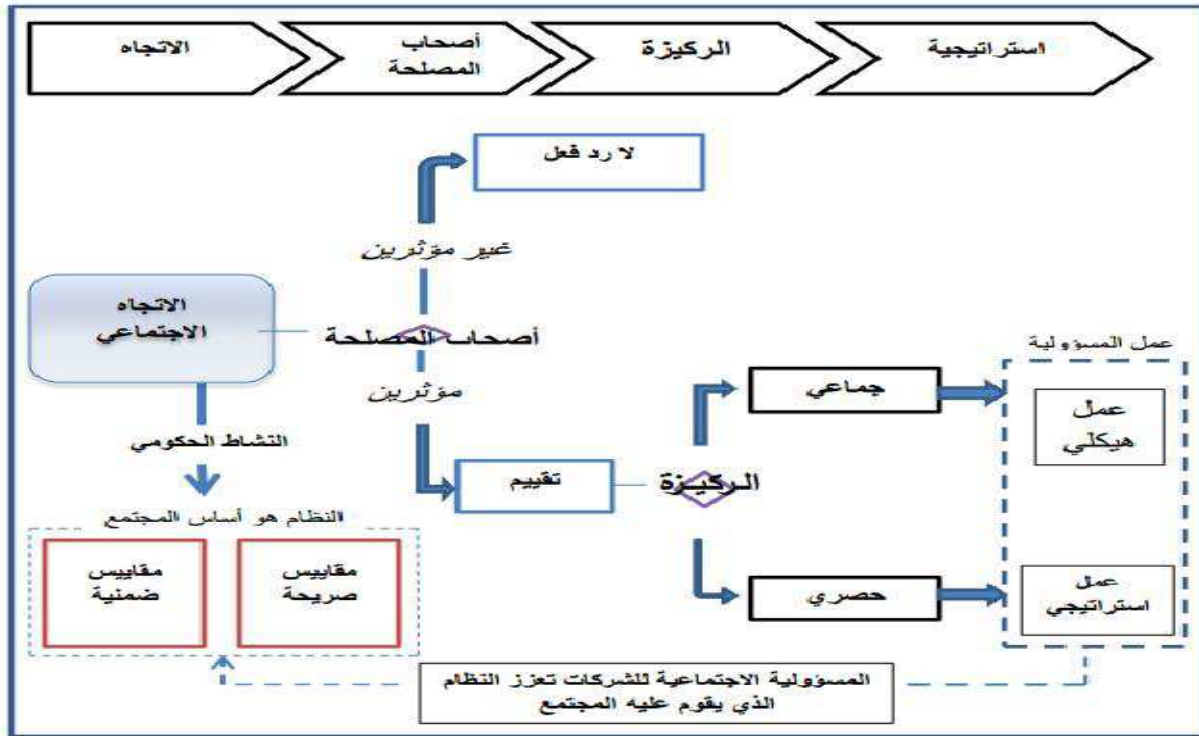 الاتجاه
أصحاب
المصلحة
الركيزة
استراتيجية
لا رد فعل
غير مؤثرين
الاتجاه
الاجتماعي
أصحاب المصلحة
مؤثرين
النشاط الحكومي
تقييم
الركيزة
جماعي
حصري
عمل المسؤولية
عمل
هيكلي
عمل
استراتيجي
النظام هو أساس المجتمع
مقاييس
ضمنية
مقاييس
صريحة
المسؤولية الاجتماعية للشركات تعزز النظام
الذي يقوم عليه المجتمع